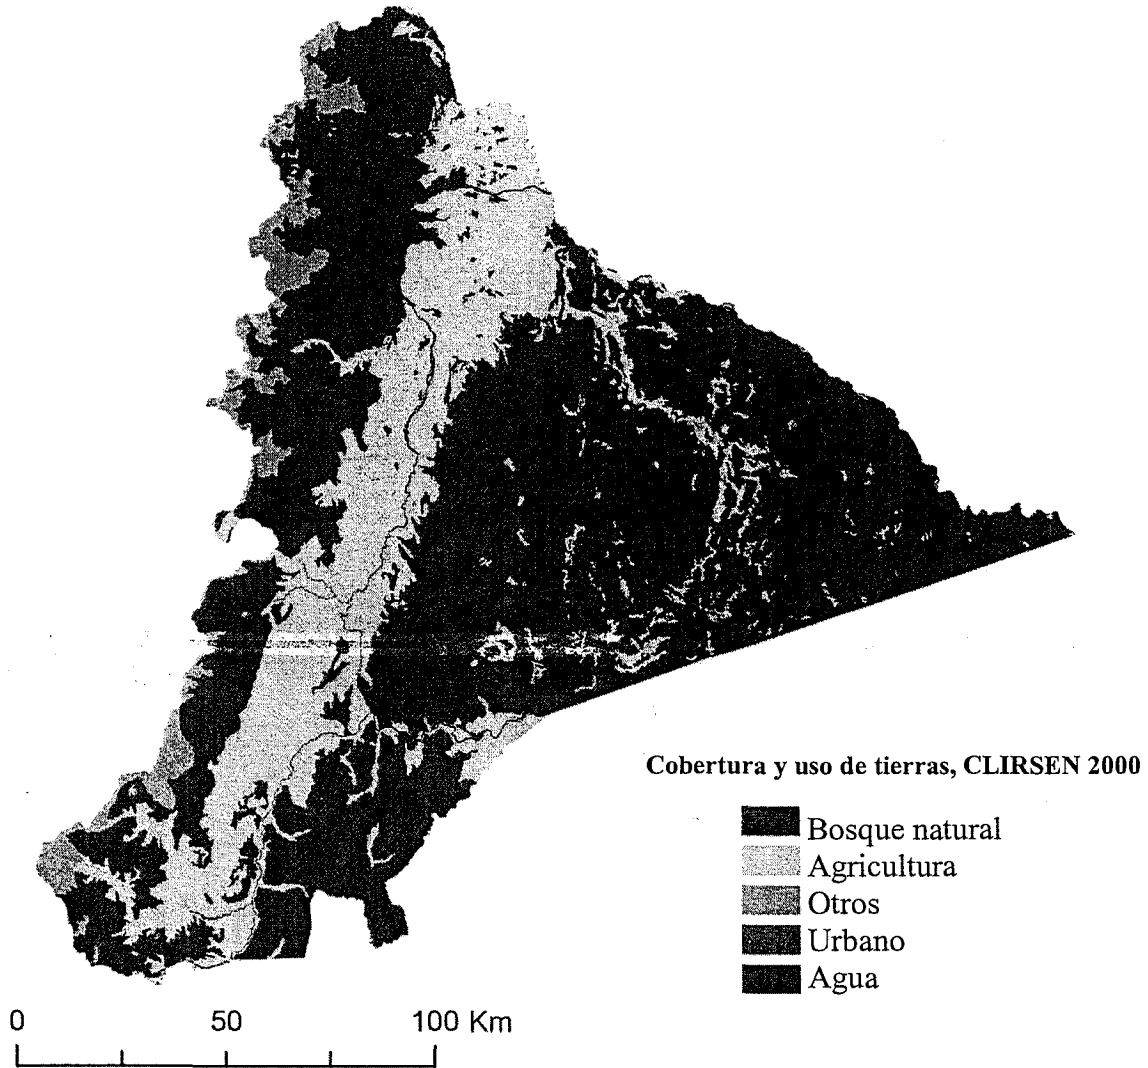 Cobertura y uso de tierras, CLIRSEN 2000
Bosque natural
Agricultura
Otros
Urbano
Agua
0 50 100 Km